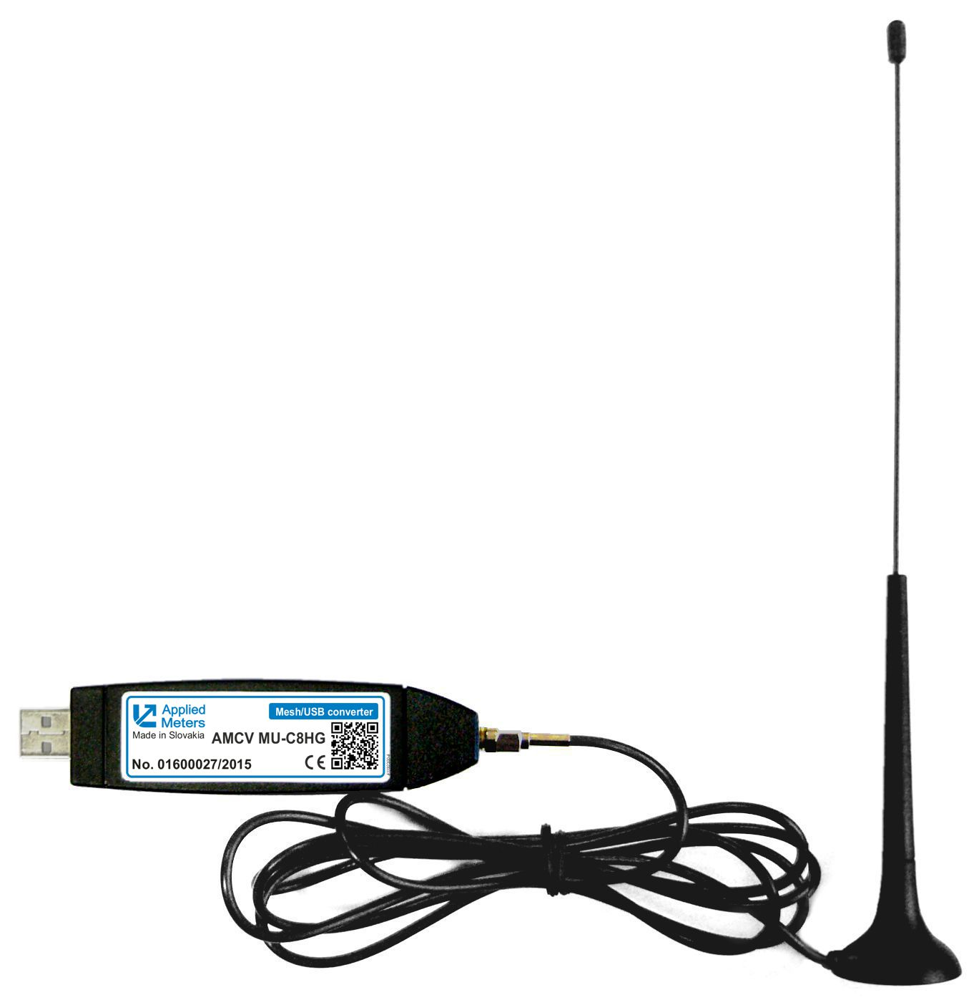 Applied
Meters
Made in Slovakia
Mesh/USB converter
AMCV MU-C8HG
No. 01600027/2015
CE